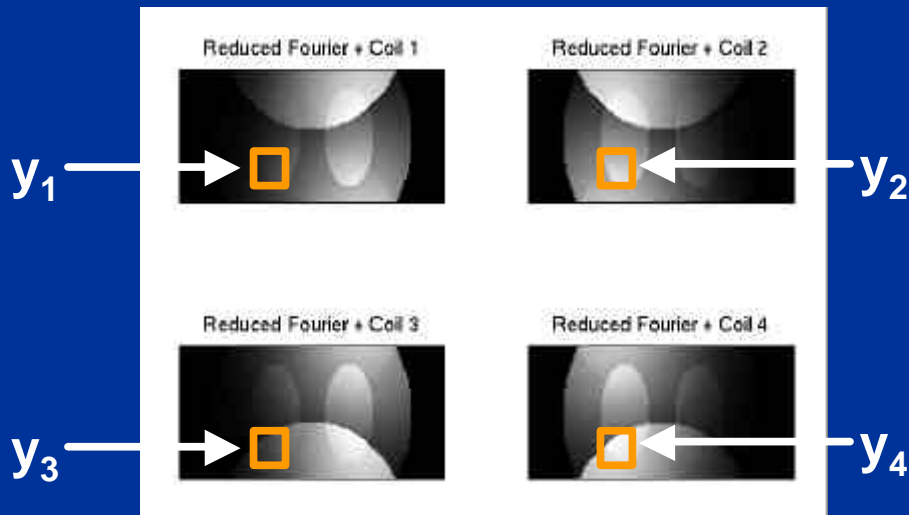 Reduced Fourier + Coil 1
Reduced Fourier + Coil 2
y1
y2
Reduced Fourier + Coil 3
Reduced Fourier + Coil 4
y3
y4